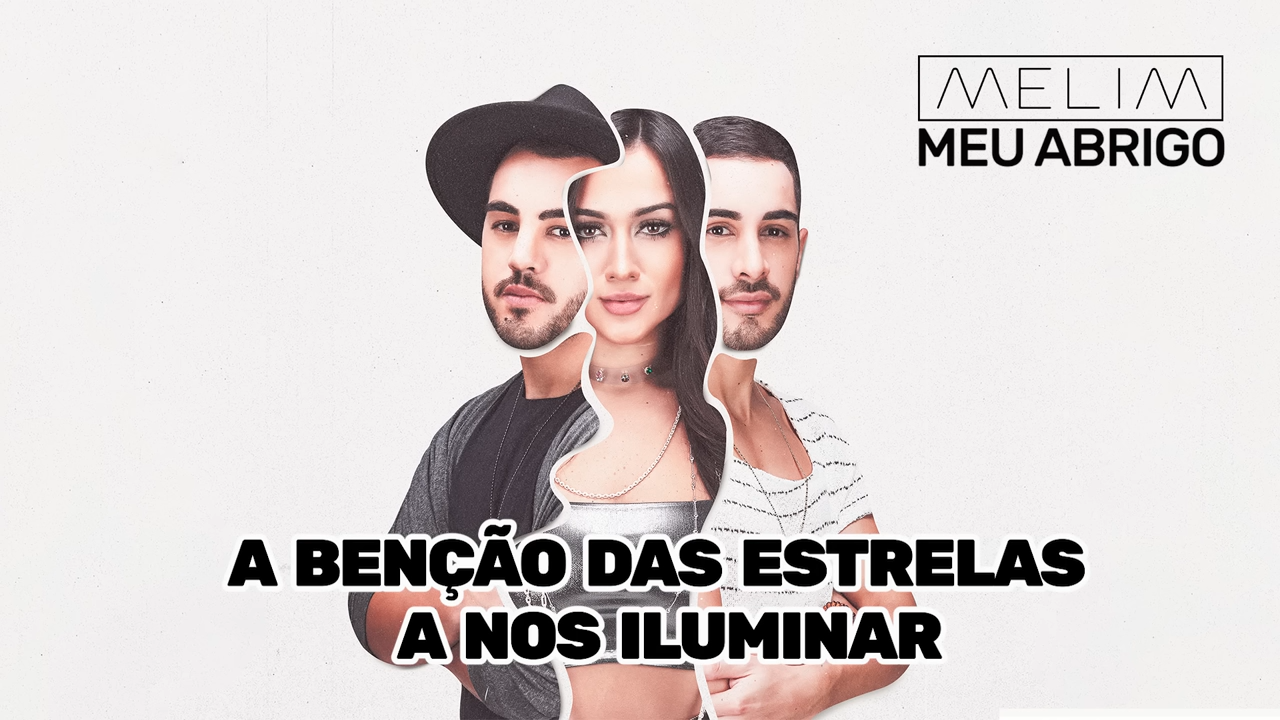 MELIM
MEU ABRIGO
A BENÇÃO DAS ESTRELAS
A NOS ILUMINAR